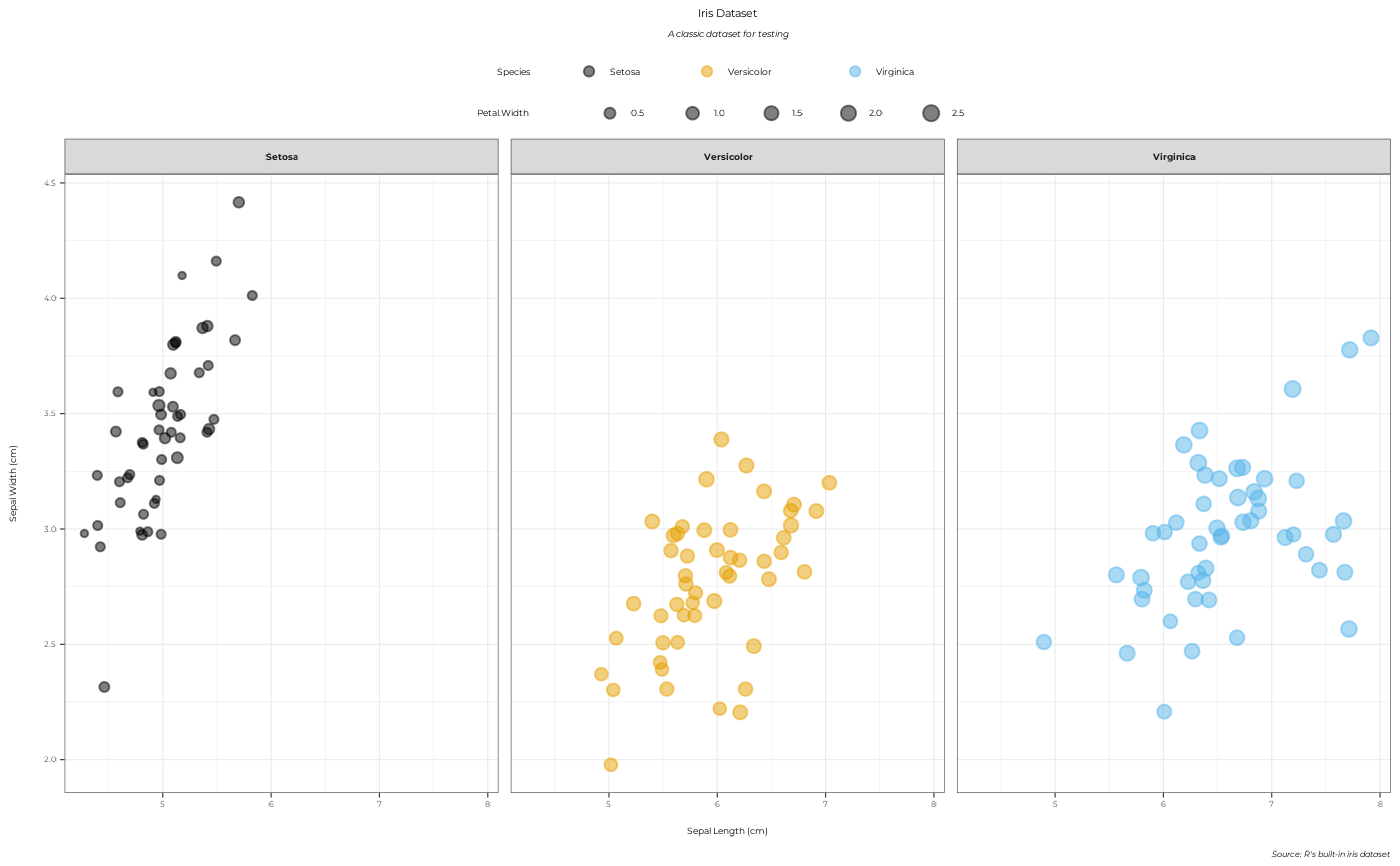 Iris Dataset
A classic dataset for testing
Species Setosa Versicolor Virginica
Petal.Width 0.5 1.0 1.5 2.0 2.5
Setosa Versicolor Virginica
4.5
4.0
3.5
3.0
2.5
2.0
Sepal.Width (cm)
5 6 7 8 5 6 7 8 5 6 7 8
Sepal.Length (cm)
Source: R's built-in iris dataset